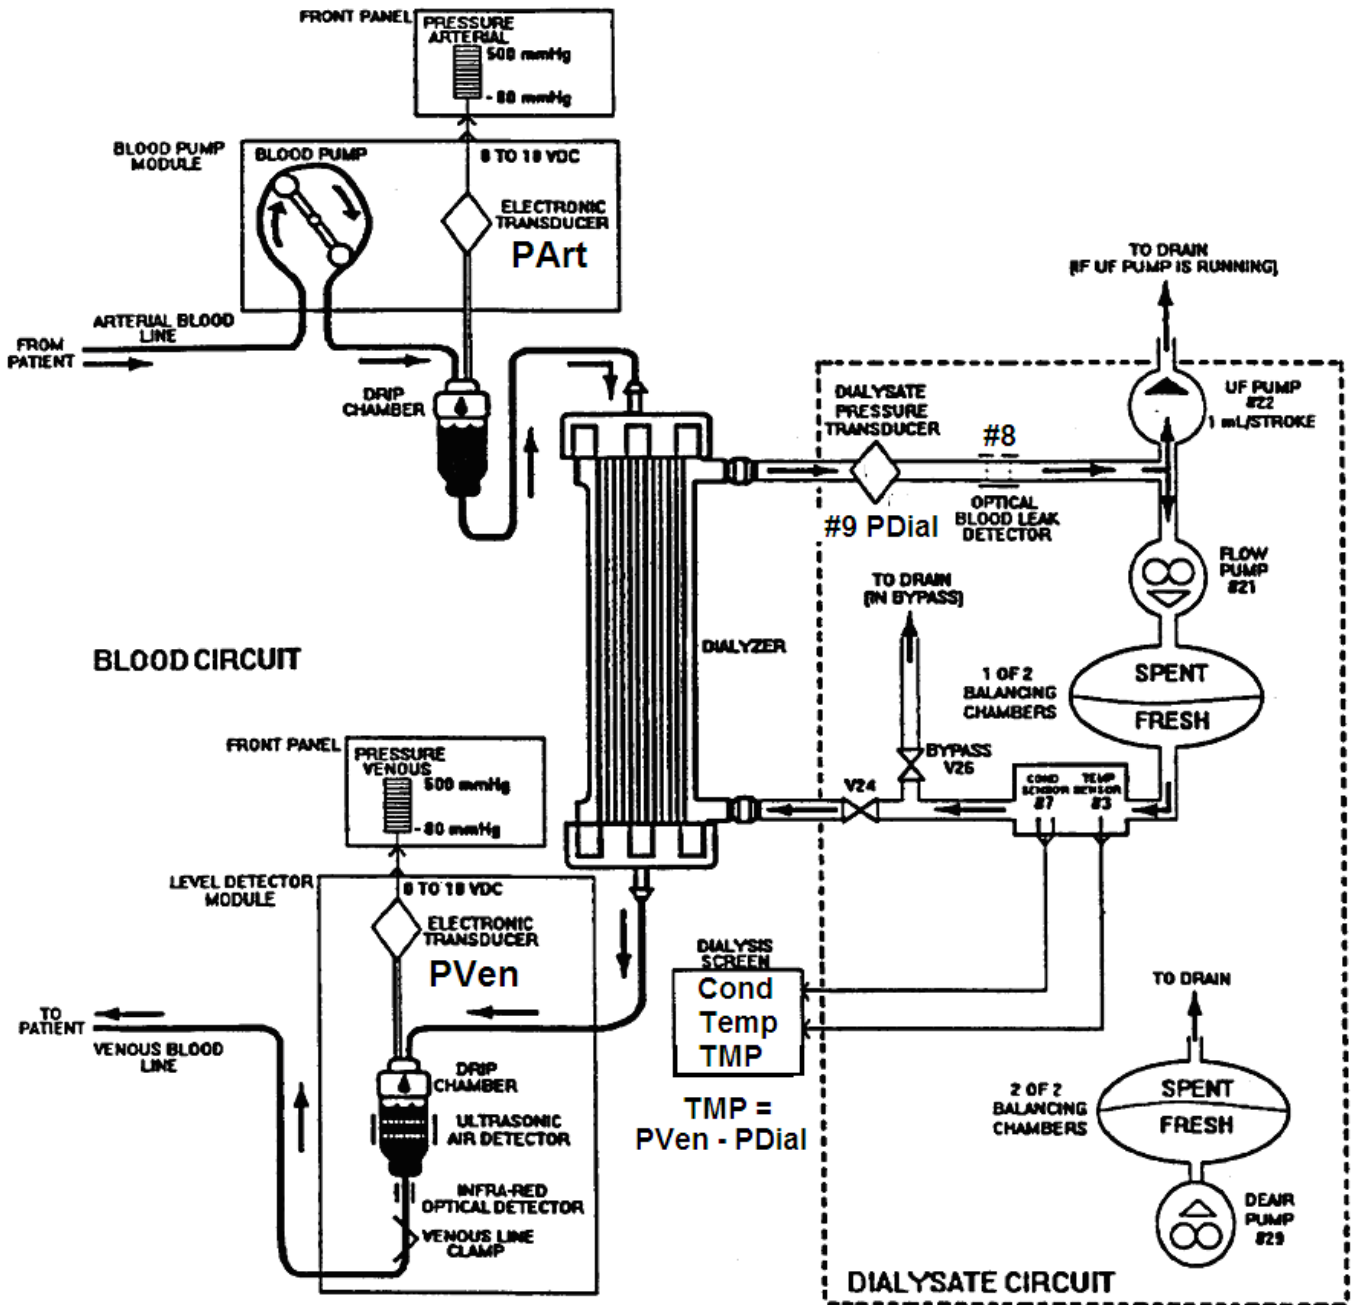 FRONT PANEL
PRESSURE
ARTERIAL
500 mmHg
- 80 mmHg
BLOOD PUMP
MODULE
BLOOD PUMP
8 TO 18 VDC
ELECTRONIC
TRANSDUCER
PArt
ARTERIAL BLOOD
LINE
FROM
PATIENT
DRIP
CHAMBER
TO DRAIN
(IF UF PUMP IS RUNNING)
DIALYSATE
PRESSURE
TRANSDUCER
#8
UF PUMP
#22
1 mL/STROKE
#9 PDial
OPTICAL
BLOOD LEAK
DETECTOR
FLOW
PUMP
#21
TO DRAIN
(IN BYPASS)
BLOOD CIRCUIT
DIALYZER
1 OF 2
BALANCING
CHAMBERS
SPENT
FRESH
FRONT PANEL
PRESSURE
VENOUS
500 mmHg
- 80 mmHg
V24
BYPASS
V26
COND
SENSOR
#7
TEMP
SENSOR
#3
LEVEL DETECTOR
MODULE
8 TO 18 VDC
ELECTRONIC
TRANSDUCER
PVen
DIALYSIS
SCREEN
Cond
Temp
TMP
TMP =
PVen - PDial
TO
PATIENT
VENOUS BLOOD
LINE
DRIP
CHAMBER
ULTRASONIC
AIR DETECTOR
INFRA-RED
OPTICAL DETECTOR
VENOUS LINE
CLAMP
TO DRAIN
2 OF 2
BALANCING
CHAMBERS
SPENT
FRESH
DEAIR
PUMP
#29
DIALYSATE CIRCUIT